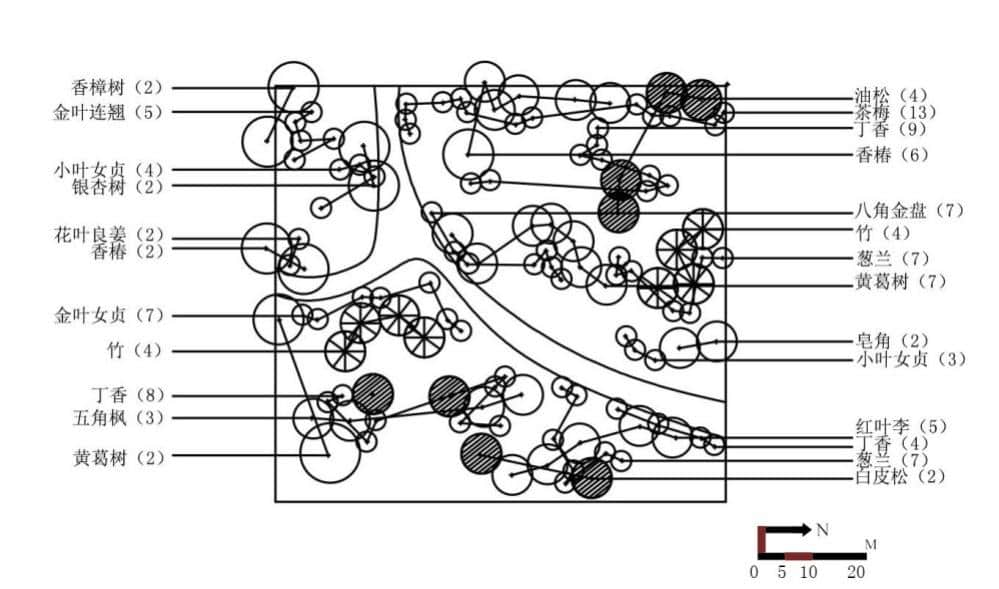 香樟树（2）
金叶连翘（5）
小叶女贞（4）
银杏树（2）
花叶良姜（2）
香椿（2）
金叶女贞（7）
竹（4）
丁香（8）
五角枫（3）
黄葛树（2）
油松（4）
茶梅（13）
丁香（9）
香椿（6）
八角金盘（7）
竹（4）
葱兰（7）
黄葛树（7）
皂角（2）
小叶女贞（3）
红叶李（5）
丁香（4）
葱兰（7）
白皮松（2）
N
M
0 5 10 20